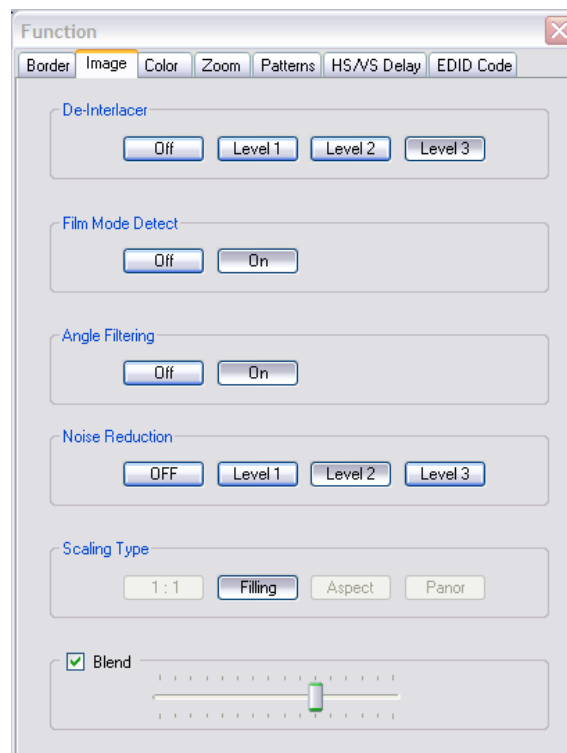 Function
Border Image Color Zoom Patterns HS/VS Delay EDID Code
De-Interlacer
Off Level 1 Level 2 Level 3
Film Mode Detect
Off On
Angle Filtering
Off On
Noise Reduction
OFF Level 1 Level 2 Level 3
Scaling Type
1 : 1 Filling Aspect Panor
Blend